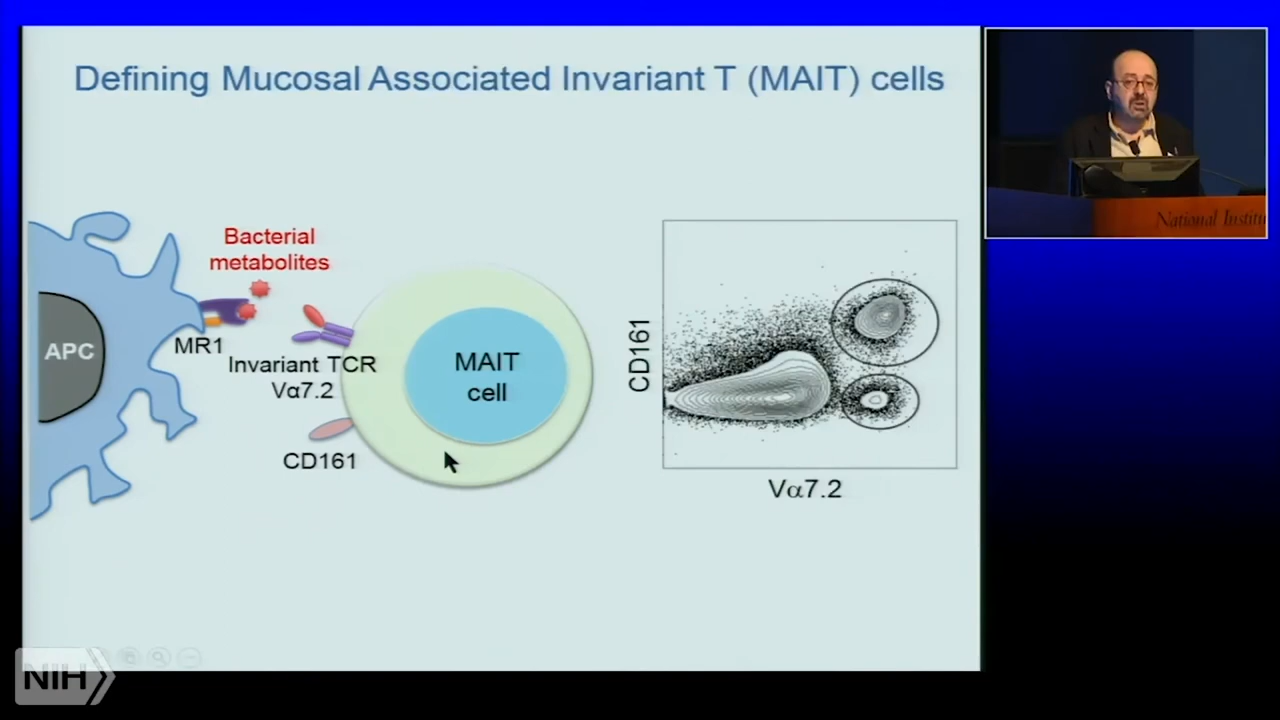 Defining Mucosal Associated Invariant T (MAIT) cells
Bacterial
metabolites
APC
MR1
Invariant TCR
Vα7.2
MAIT
cell
CD161
CD161
Vα7.2
National Institu
NIH